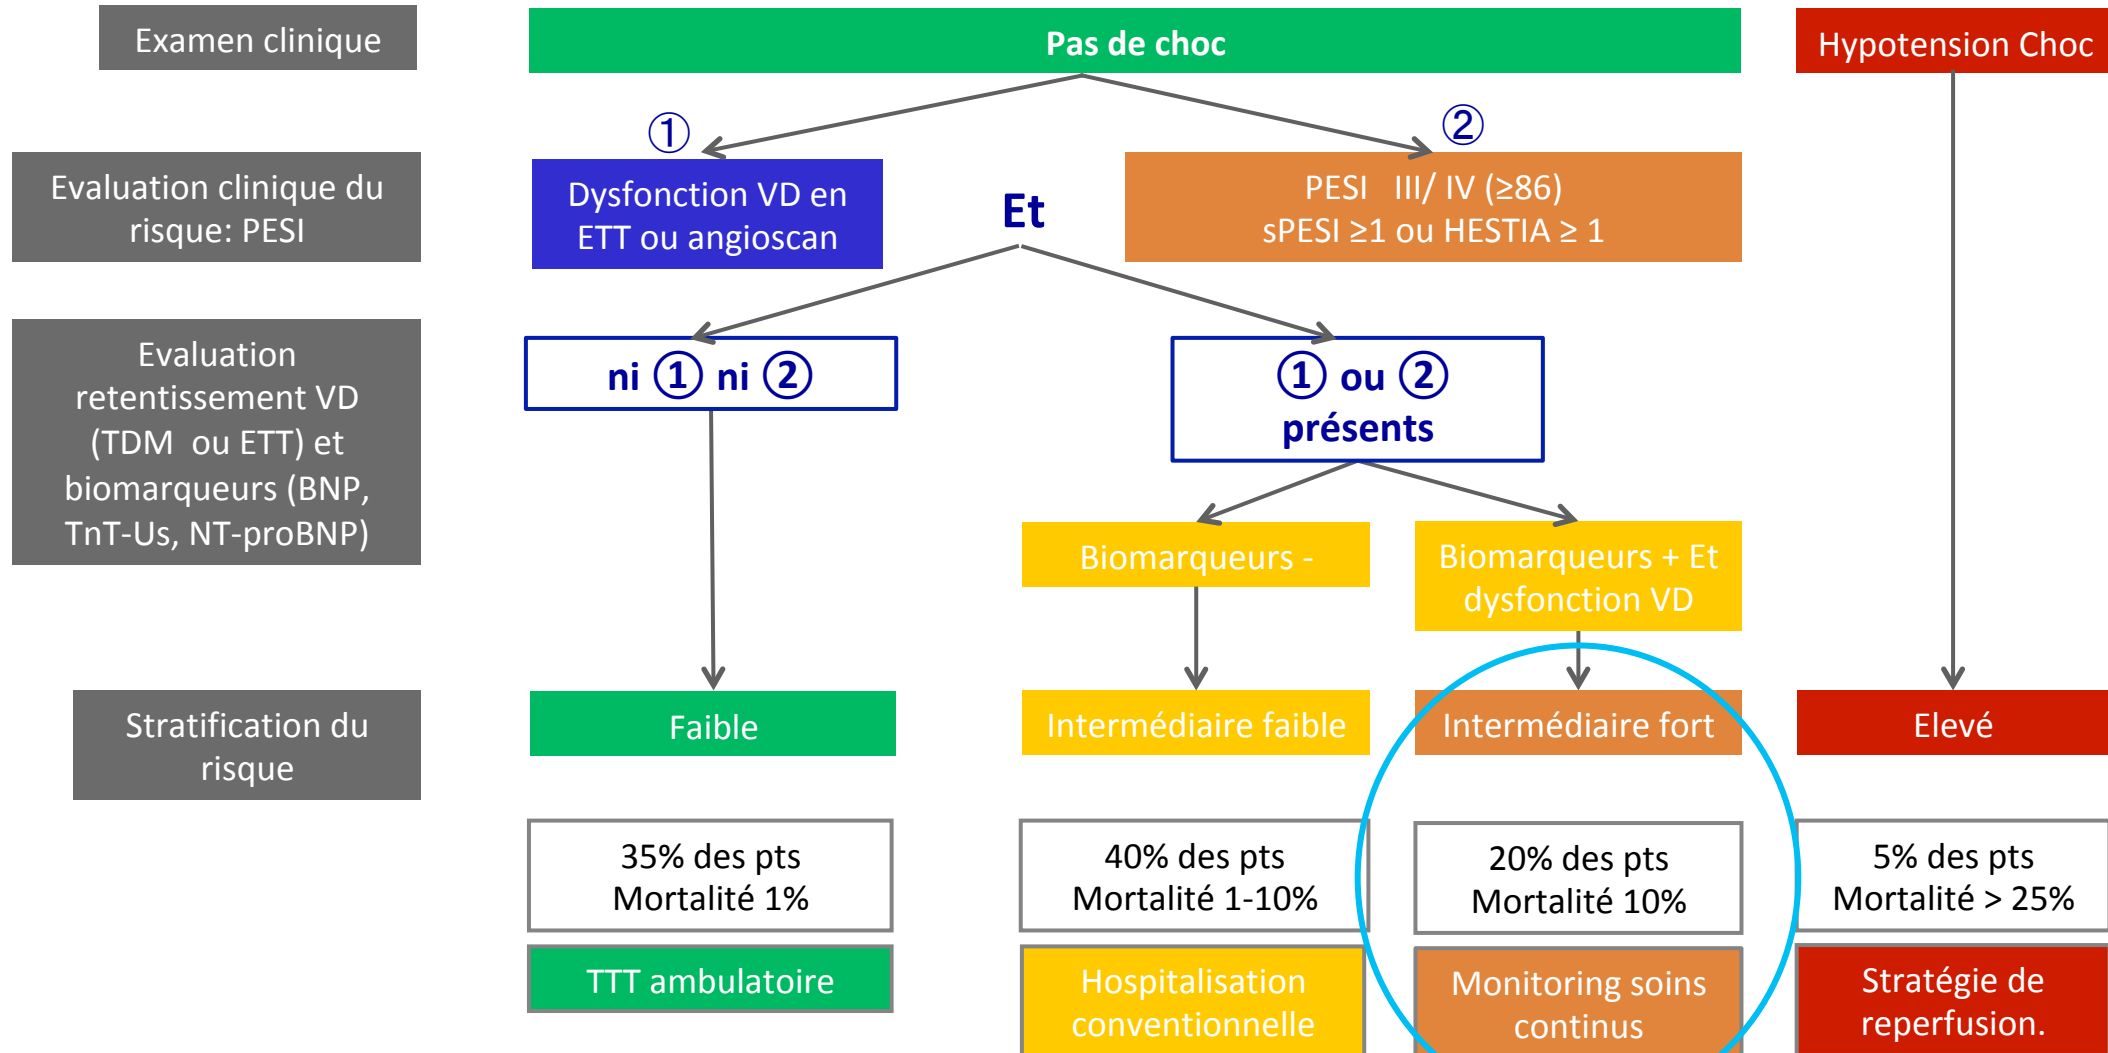 Examen clinique
Pas de choc
Hypotension Choc
①
②
Evaluation clinique du
risque: PESI
Dysfonction VD en
ETT ou angioscan
Et
PESI III/ IV (≥86)
sPESI ≥1 ou HESTIA ≥ 1
Evaluation
retentissement VD
(TDM ou ETT) et
biomarqueurs (BNP,
TnT-Us, NT-proBNP)
ni ① ni ②
① ou ②
présents
Biomarqueurs -
Biomarqueurs + Et
dysfonction VD
Stratification du
risque
Faible
Intermédiaire faible
Intermédiaire fort
Elevé
35% des pts
Mortalité 1%
40% des pts
Mortalité 1-10%
20% des pts
Mortalité 10%
5% des pts
Mortalité > 25%
TTT ambulatoire
Hospitalisation
conventionnelle
Monitoring soins
continus
Stratégie de
reperfusion.